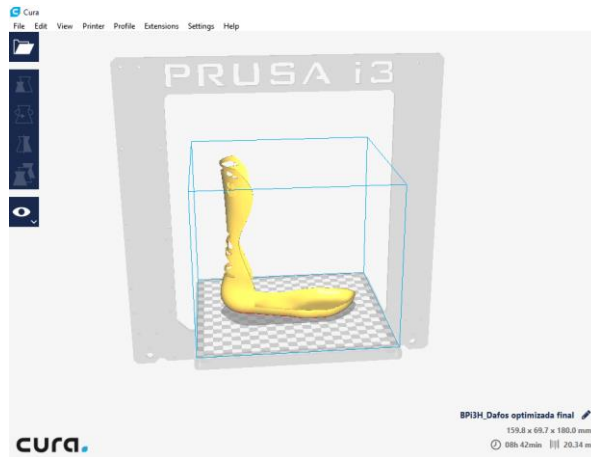 Cura
File Edit View Printer Profile Extensions Settings Help
PRUSA i3
BPi3H_Dafos optimizada final
159.8 x 69.7 x 180.0 mm
08h 42min 20.34 m
cura.